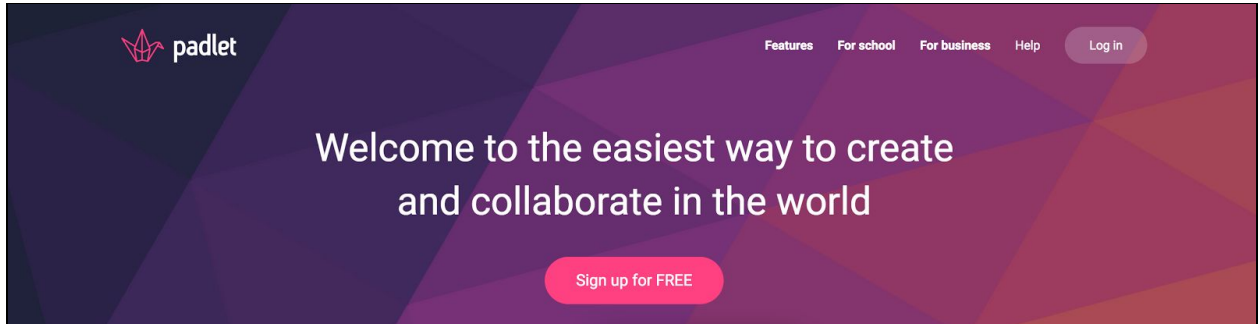 padlet
Features For school For business Help Log in
Welcome to the easiest way to create
and collaborate in the world
Sign up for FREE